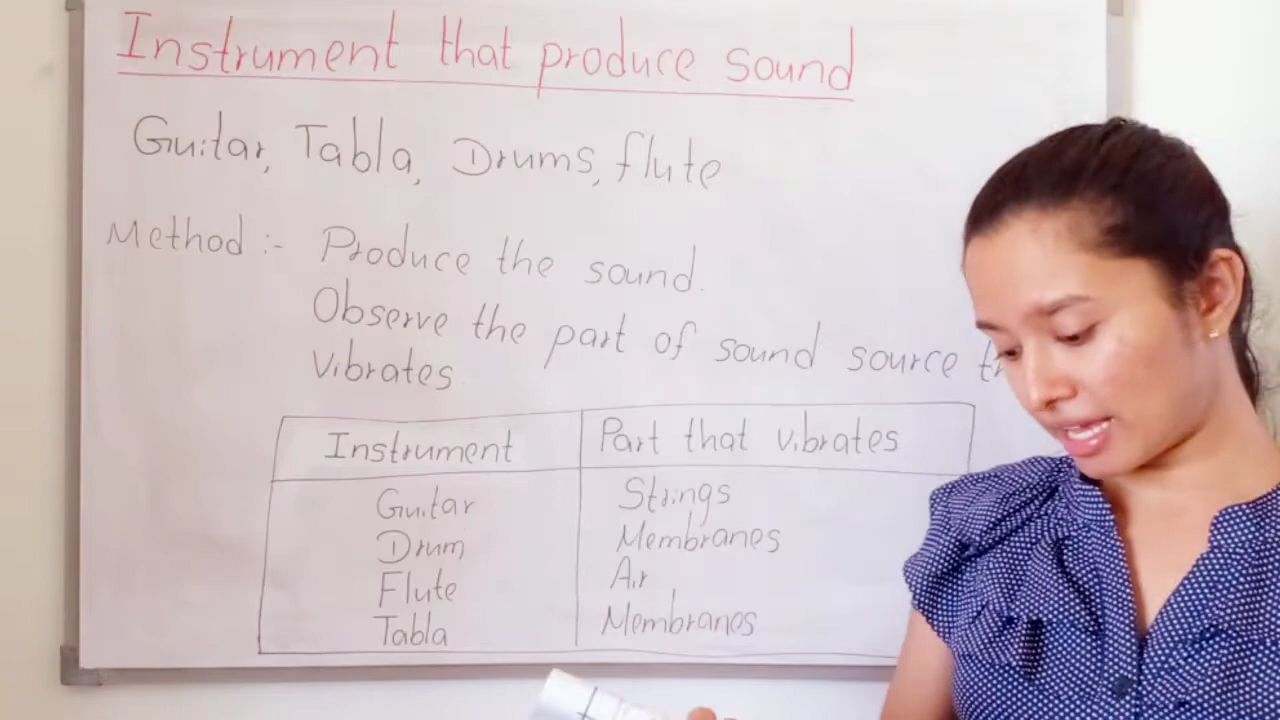 Instrument that produce sound
Guitar, Tabla, Drums, flute
Method :- Produce the sound.
Observe the part of sound source
vibrates
Instrument Part that vibrates
Guitar Strings
Drum Membranes
Flute Air
Tabla Membranes